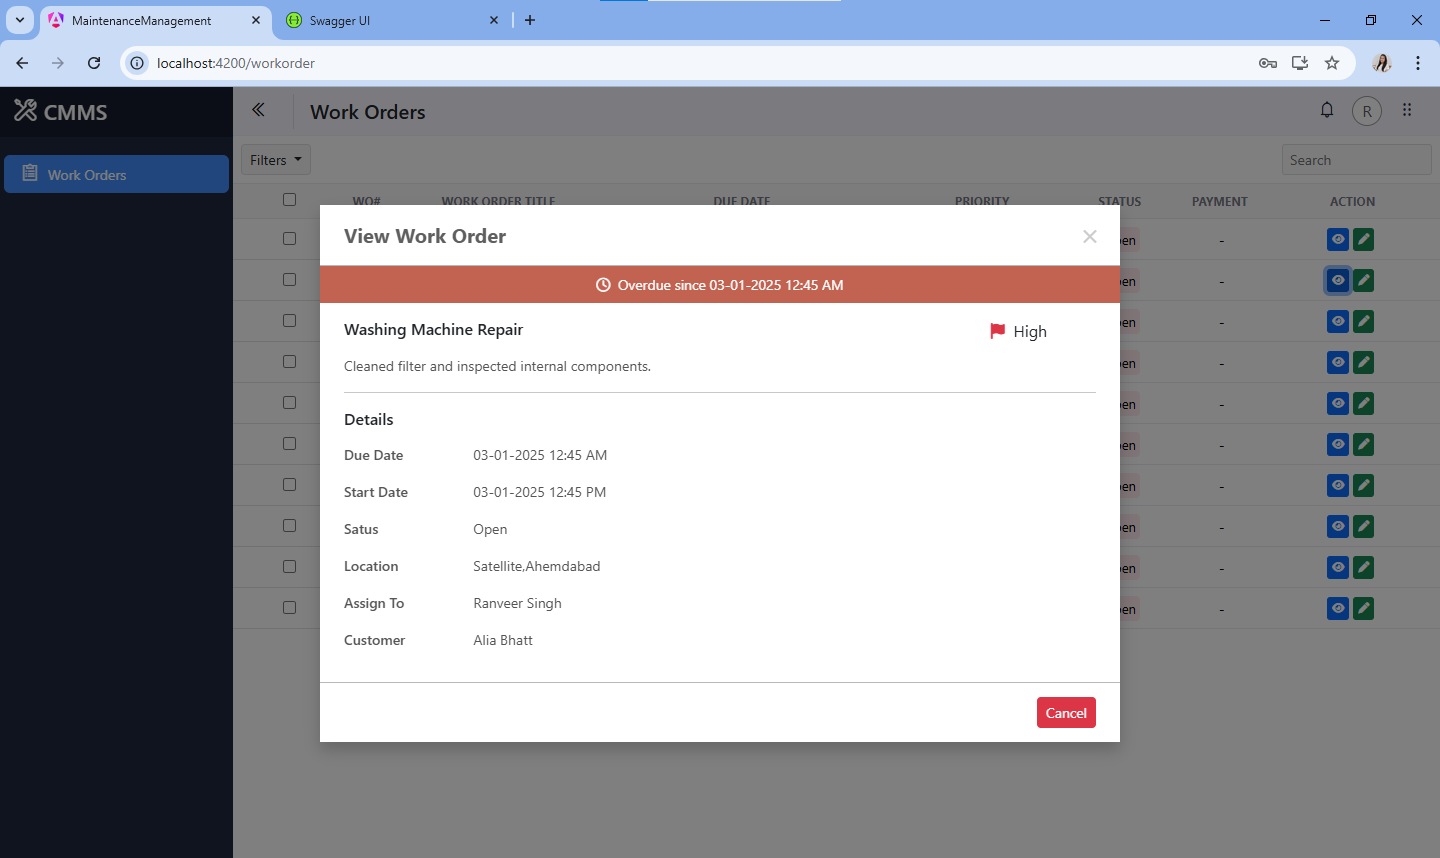 MaintenanceManagement
Swagger UI
localhost:4200/workorder
CMMS
Work Orders
R
Work Orders
Filters
Search
WO# WORK ORDER TITLE DUE DATE PRIORITY STATUS PAYMENT ACTION
View Work Order
Overdue since 03-01-2025 12:45 AM
Washing Machine Repair
High
Cleaned filter and inspected internal components.
Details
Due Date 03-01-2025 12:45 AM
Start Date 03-01-2025 12:45 PM
Satus Open
Location Satellite,Ahemdabad
Assign To Ranveer Singh
Customer Alia Bhatt
Cancel
en -
en -
en -
en -
en -
en -
en -
en -
en -
en -